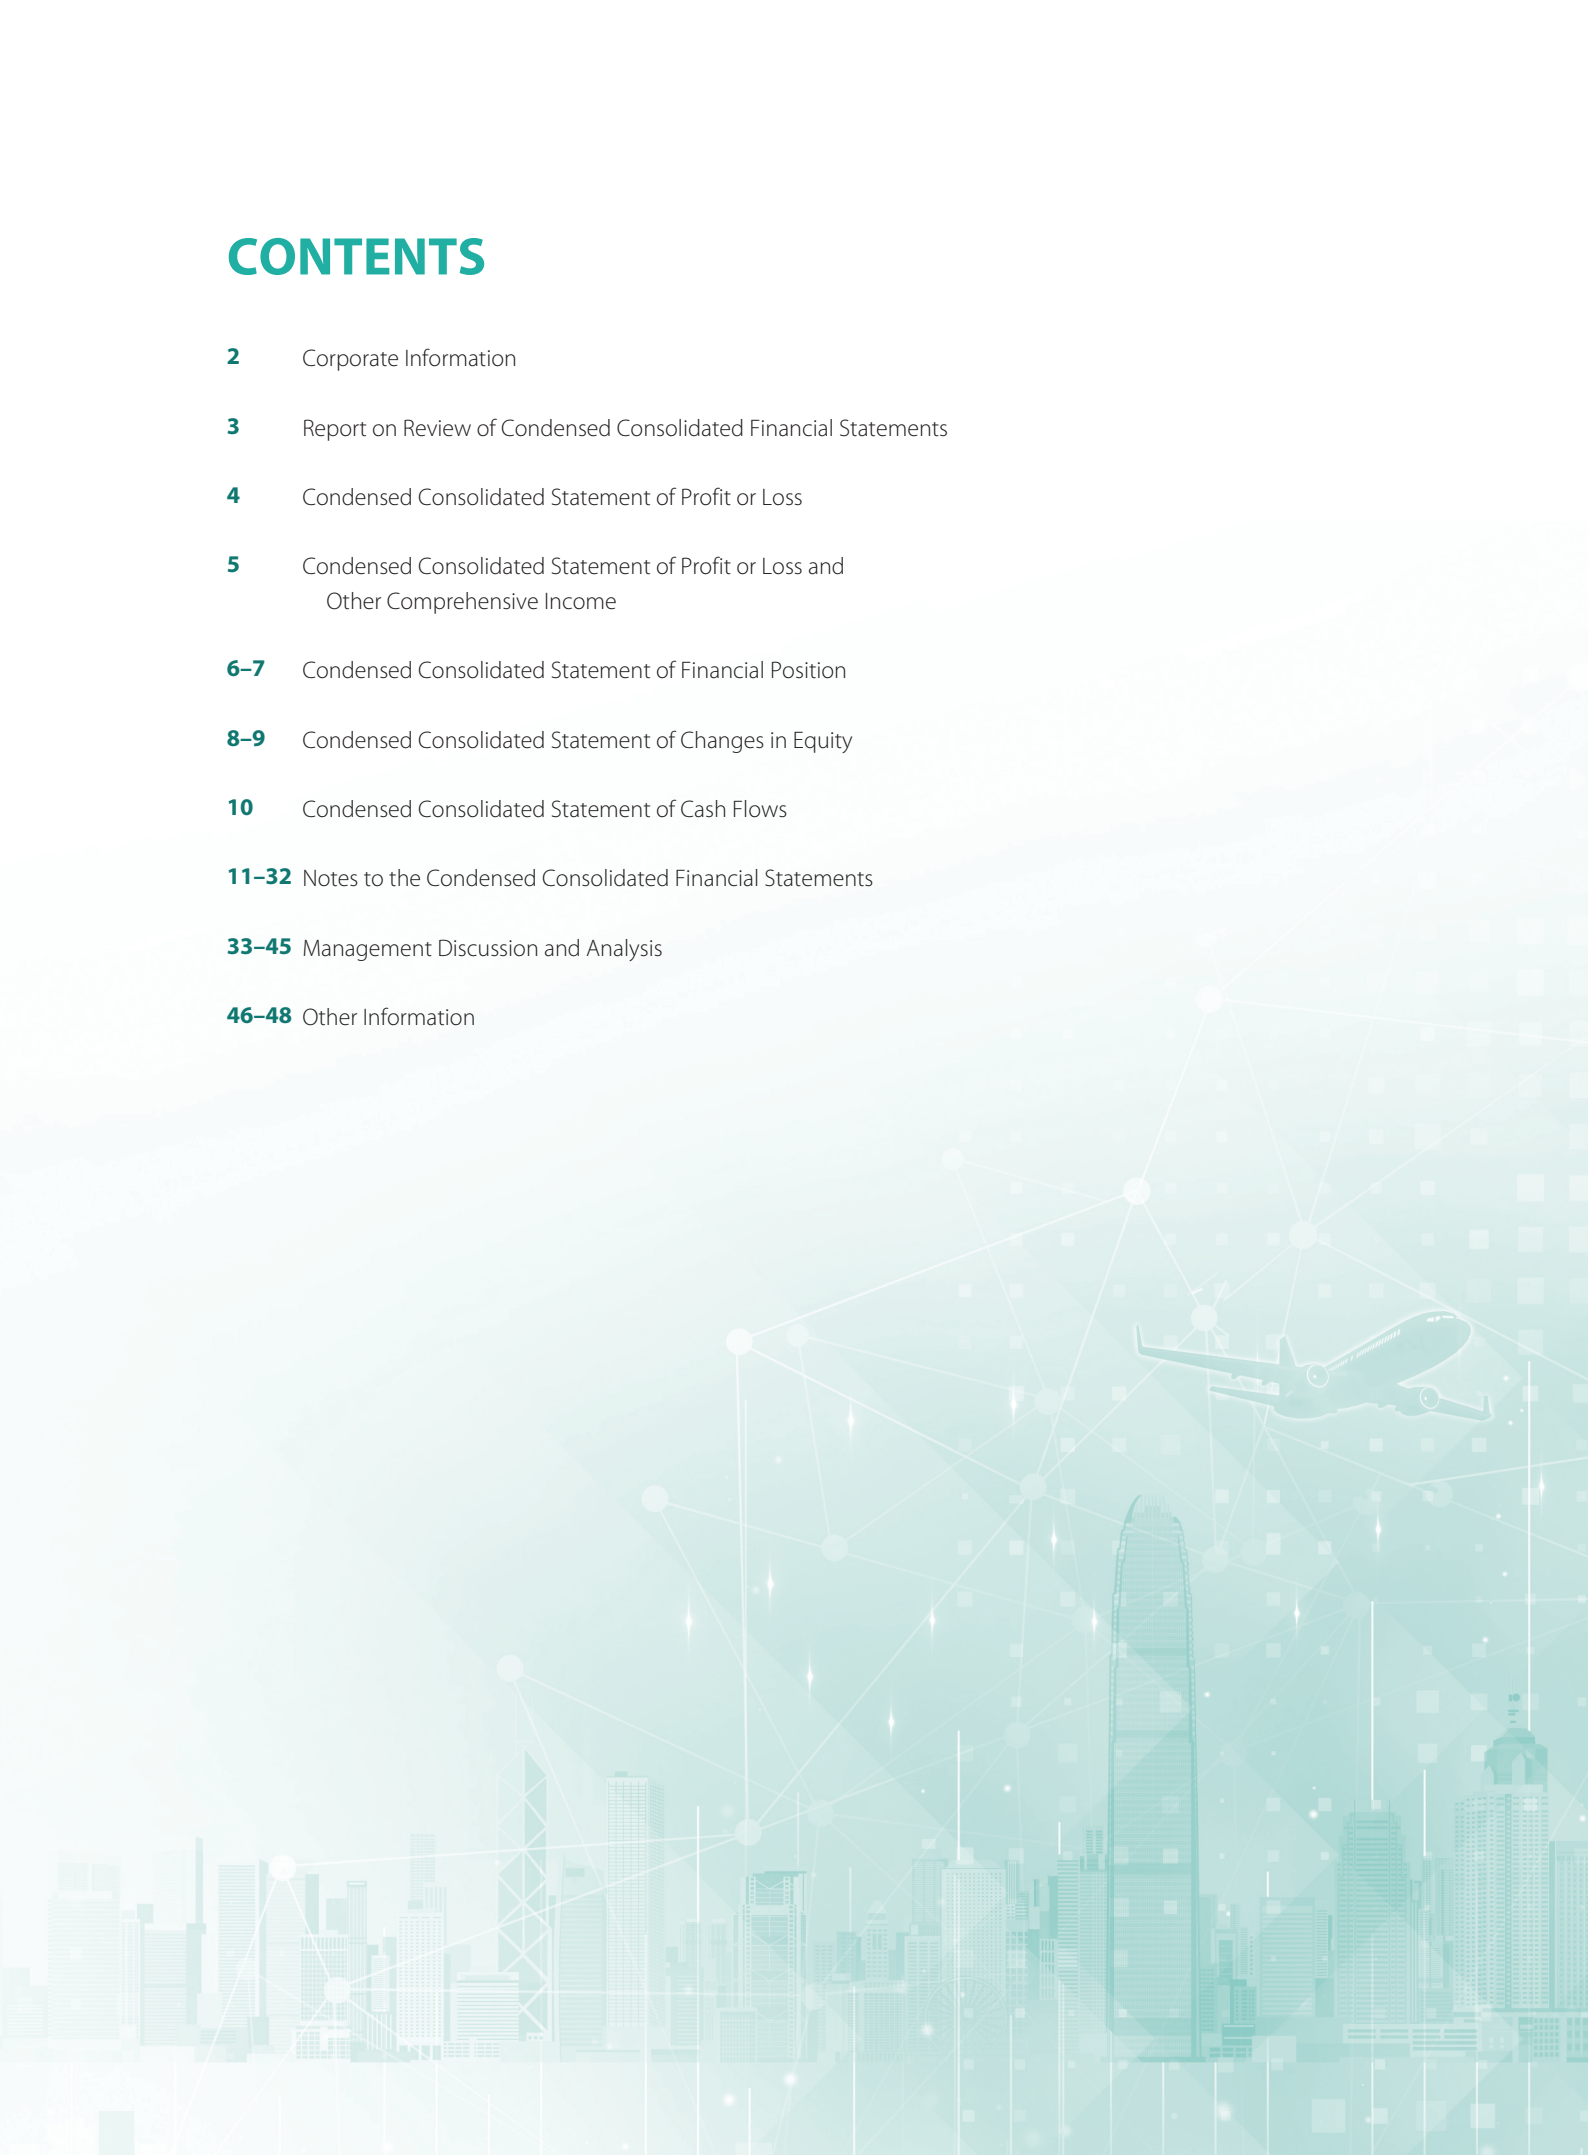 CONTENTS
2 Corporate Information
3 Report on Review of Condensed Consolidated Financial Statements
4 Condensed Consolidated Statement of Profit or Loss
5 Condensed Consolidated Statement of Profit or Loss and
Other Comprehensive Income
6–7 Condensed Consolidated Statement of Financial Position
8–9 Condensed Consolidated Statement of Changes in Equity
10 Condensed Consolidated Statement of Cash Flows
11–32 Notes to the Condensed Consolidated Financial Statements
33–45 Management Discussion and Analysis
46–48 Other Information